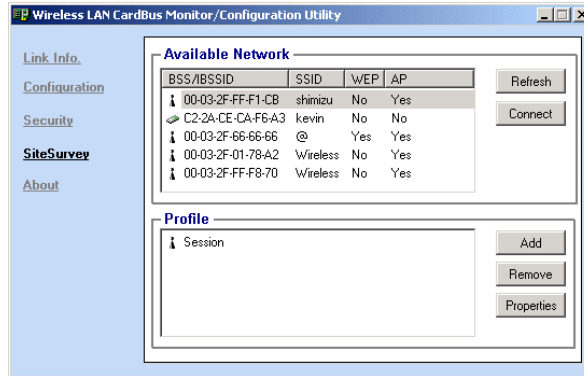 Wireless LAN CardBus Monitor/Configuration Utility
Link Info.
Configuration
Security
SiteSurvey
About
Available Network
BSS/IBSSID SSID WEP AP
00-03-2F-FF-F1-CB shimizu No Yes
C2-2A-CE-CA-F6-A3 kevin No No
00-03-2F-66-66-66 @ Yes Yes
00-03-2F-01-78-A2 Wireless No Yes
00-03-2F-FF-F8-70 Wireless No Yes
Refresh
Connect
Profile
Session
Add
Remove
Properties